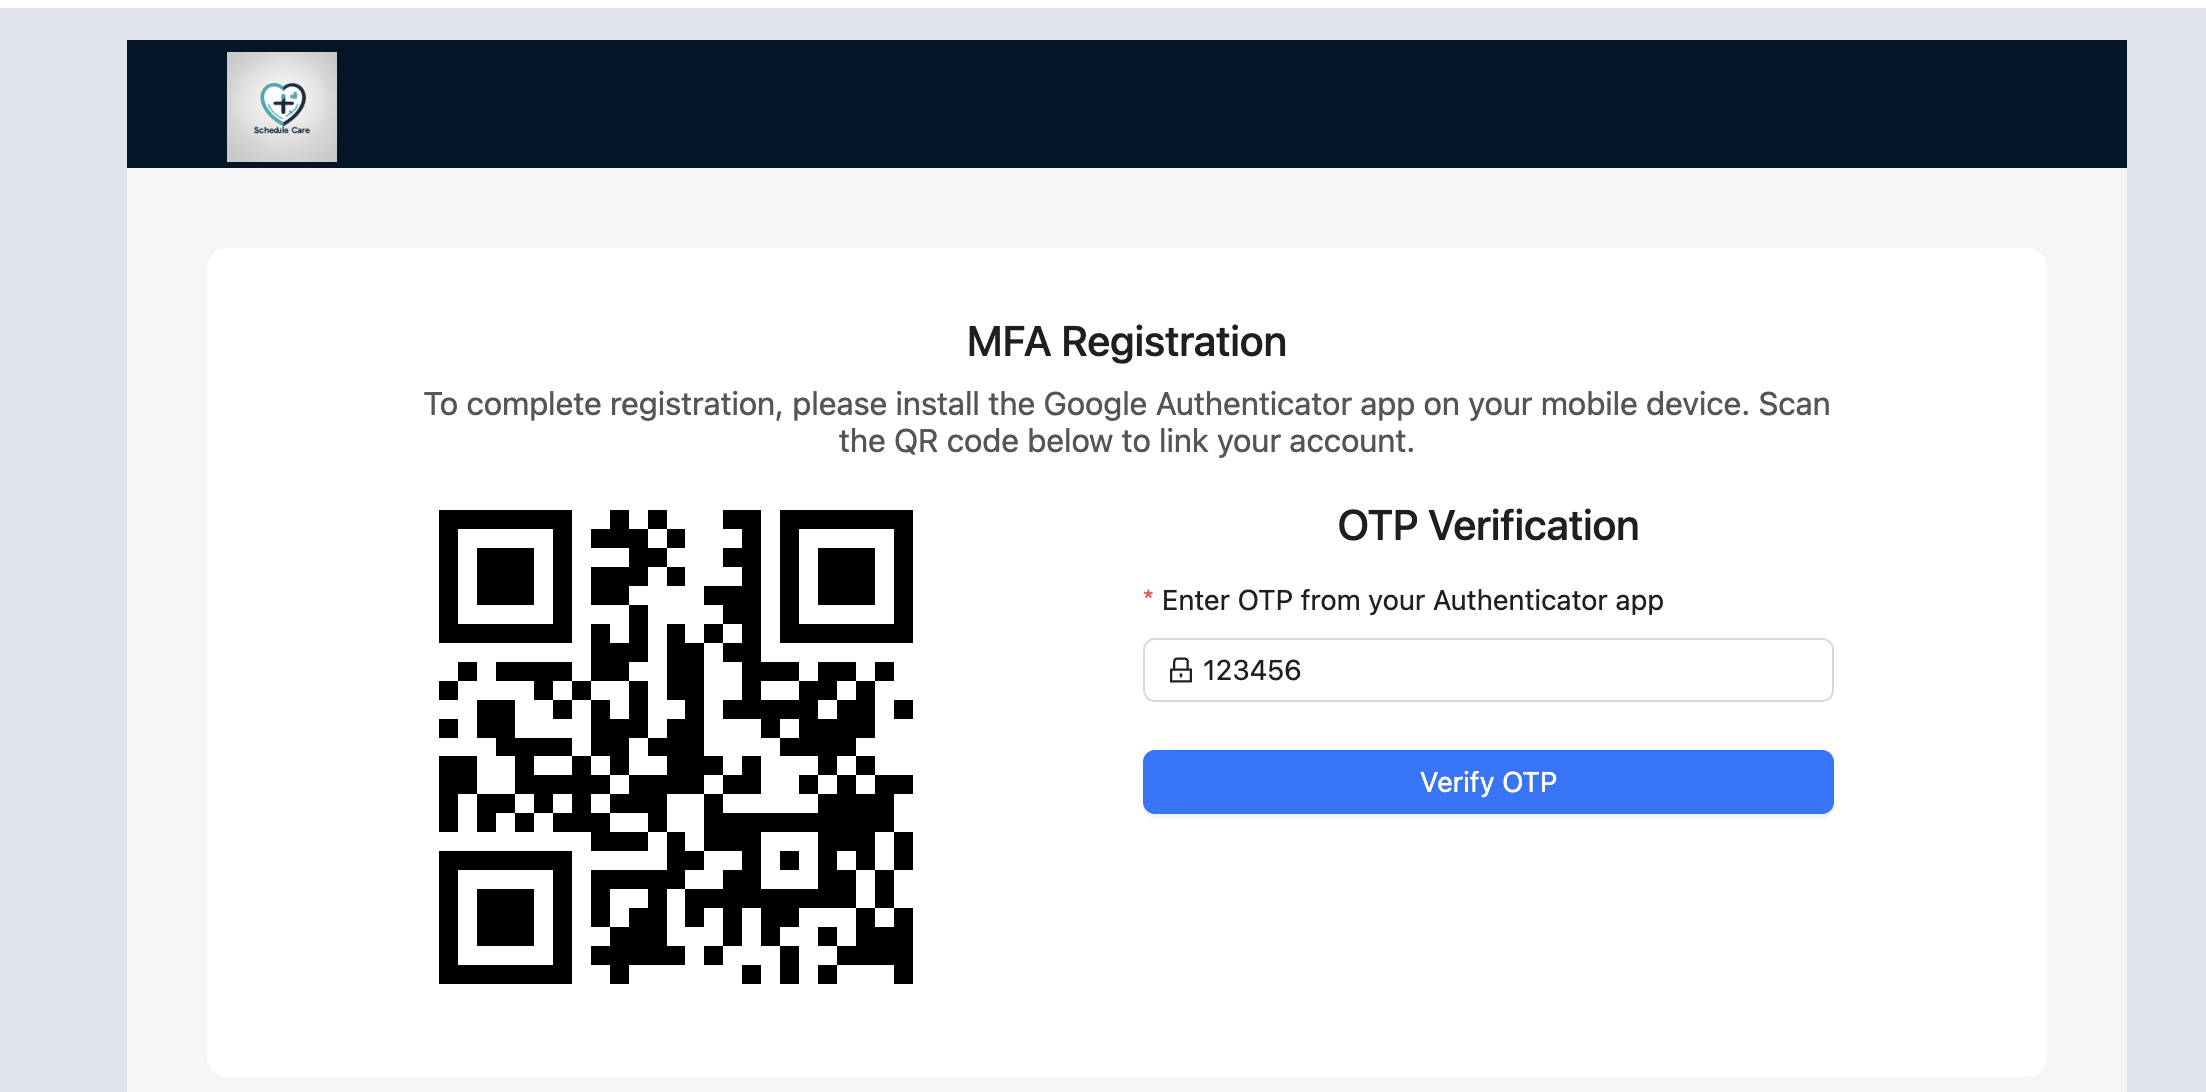 Schedule Care
MFA Registration
To complete registration, please install the Google Authenticator app on your mobile device. Scan
the QR code below to link your account.
OTP Verification
* Enter OTP from your Authenticator app
123456
Verify OTP